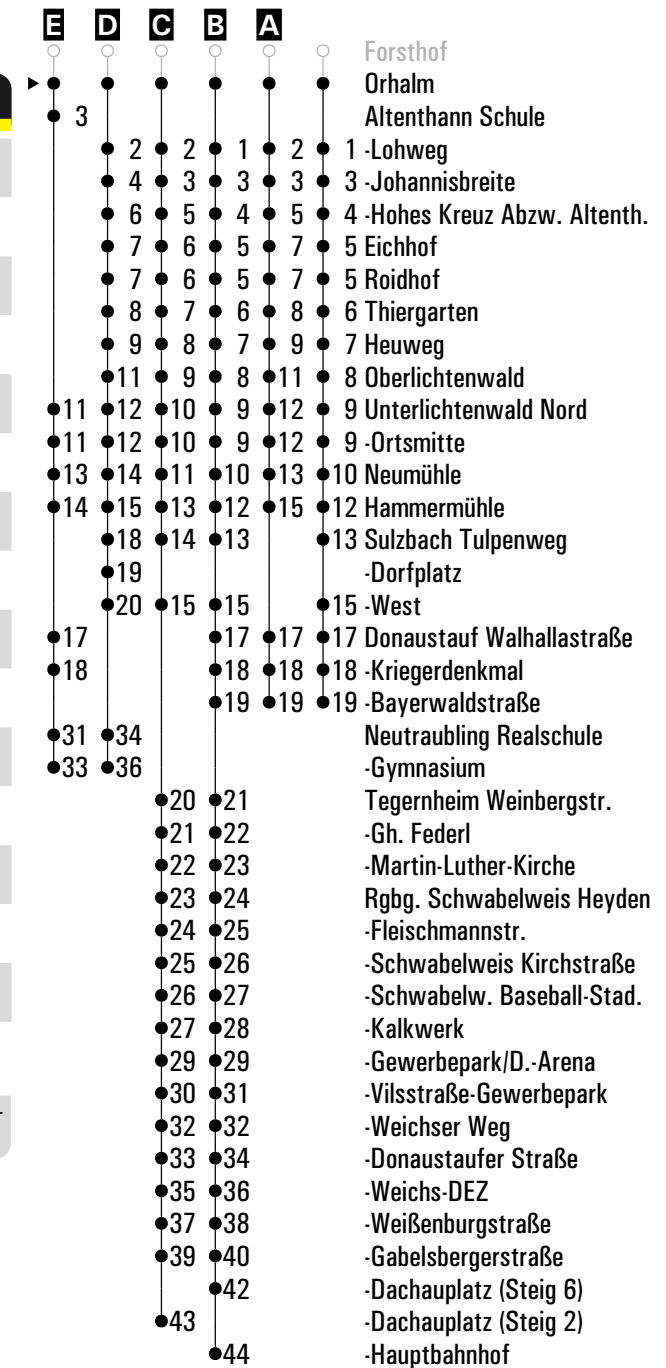 E D C B A
Forsthof
Orhalm
3 Altenthann Schule
2 2 1 2 1 -Lohweg
4 3 3 3 3 -Johannisbreite
6 5 4 5 4 -Hohes Kreuz Abzw. Altenth.
7 6 5 7 5 Eichhof
7 6 5 7 5 Roidhof
8 7 6 8 6 Thiergarten
9 8 7 9 7 Heuweg
11 9 8 11 8 Oberlichtenwald
11 12 10 9 12 9 Unterlichtenwald Nord
11 12 10 9 12 9 -Ortsmitte
13 14 11 10 13 10 Neumühle
14 15 13 12 15 12 Hammermühle
18 14 13 13 Sulzbach Tulpenweg
19 -Dorfplatz
20 15 15 15 -West
17 17 17 17 Donaustauf Walhallastraße
18 18 18 18 -Kriegerdenkmal
19 19 19 -Bayerwaldstraße
31 34 Neutraubling Realschule
33 36 -Gymnasium
20 21 Tegernheim Weinbergstr.
21 22 -Gh. Federl
22 23 -Martin-Luther-Kirche
23 24 Rgbg. Schwabelweis Heyden
24 25 -Fleischmannstr.
25 26 -Schwabelweis Kirchstraße
26 27 -Schwabelw. Baseball-Stad.
27 28 -Kalkwerk
29 29 -Gewerbepark/D.-Arena
30 31 -Vilsstraße-Gewerbepark
32 32 -Weichser Weg
33 34 -Donaustaufer Straße
35 36 -Weichs-DEZ
37 38 -Weißenburgstraße
39 40 -Gabelsbergerstraße
42 -Dachauplatz (Steig 6)
43 -Dachauplatz (Steig 2)
44 -Hauptbahnhof